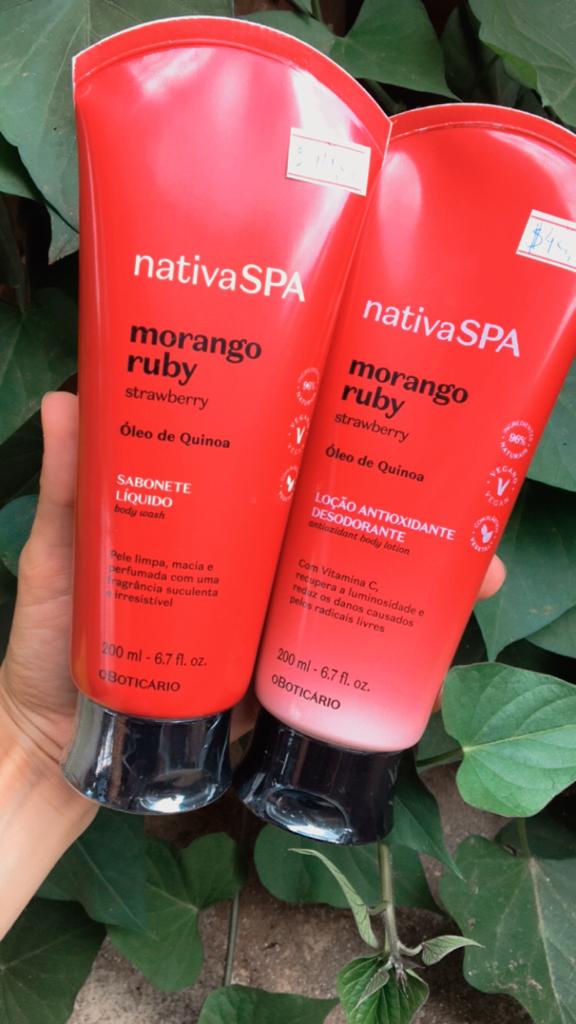 nativaSPA
morango
ruby
strawberry
Óleo de Quinoa
SABONETE
LÍQUIDO
body wash
Pele limpa, macia e
perfumada com uma
fragrância suculenta
e irresistível
200 ml - 6.7 fl. oz.
OBOTICÁRIO
nativaSPA
morango
ruby
strawberry
Óleo de Quinoa
LOÇÃO ANTIOXIDANTE
DESODORANTE
antioxidant body lotion
Com Vitamina C,
recupera a luminosidade e
reduz os danos causados
pelos radicais livres
200 ml - 6.7 fl. oz.
OBOTICÁRIO
INGREDIENTES
96%
NATURAIS
VEGANO
V
VEGAN